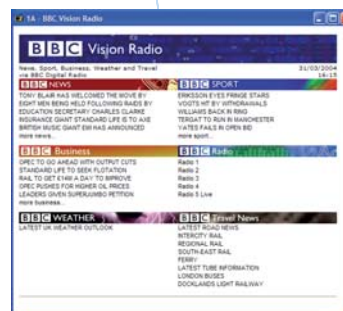 1A - BBC Vision Radio
BBC Vision Radio
News, Sport, Business, Weather and Travel
via BBC Digital Radio
31/03/2004
16:15
BBC NEWS
TONY BLAIR HAS WELCOMED THE MOVE BY
EIGHT MEN BEING HELD FOLLOWING RAIDS BY
EDUCATION SECRETARY CHARLES CLARKE
INSURANCE GIANT STANDARD LIFE IS TO AXE
BRITISH MUSIC GIANT EMI HAS ANNOUNCED
more news...
BBC SPORT
ERIKSSON EYES FRINGE STARS
VOGTS HIT BY WITHDRAWALS
WILLIAMS BACK IN RING
TERGAT TO RUN IN MANCHESTER
YATES FAILS IN OPEN BID
more sport...
BBC Business
OPEC TO GO AHEAD WITH OUTPUT CUTS
STANDARD LIFE TO SEEK FLOTATION
RAIL TO GET £14M A DAY TO IMPROVE
OPEC PUSHES FOR HIGHER OIL PRICES
LEADERS GIVEN SUPERJUMBO PETITION
more business...
BBC Radio
Radio 1
Radio 2
Radio 3
Radio 4
Radio 5 Live
BBC WEATHER
LATEST UK WEATHER OUTLOOK
BBC Travel News
LATEST ROAD NEWS
INTERCITY RAIL
REGIONAL RAIL
SOUTH-EAST RAIL
FERRY
LATEST TUBE INFORMATION
LONDON BUSES
DOCKLANDS LIGHT RAILWAY